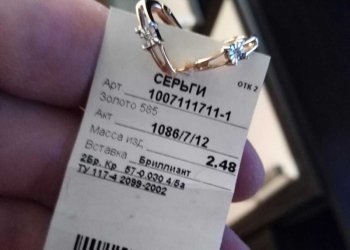 СЕРЬГИ
ОТК 2
Арт 1007111711-1
Золото 585
Акт 1086/7/12
Масса изд 2.48
Вставка Бриллиант
2Бр. Кр 57-0.030 4.5а
ТУ 117-4 2099-2002